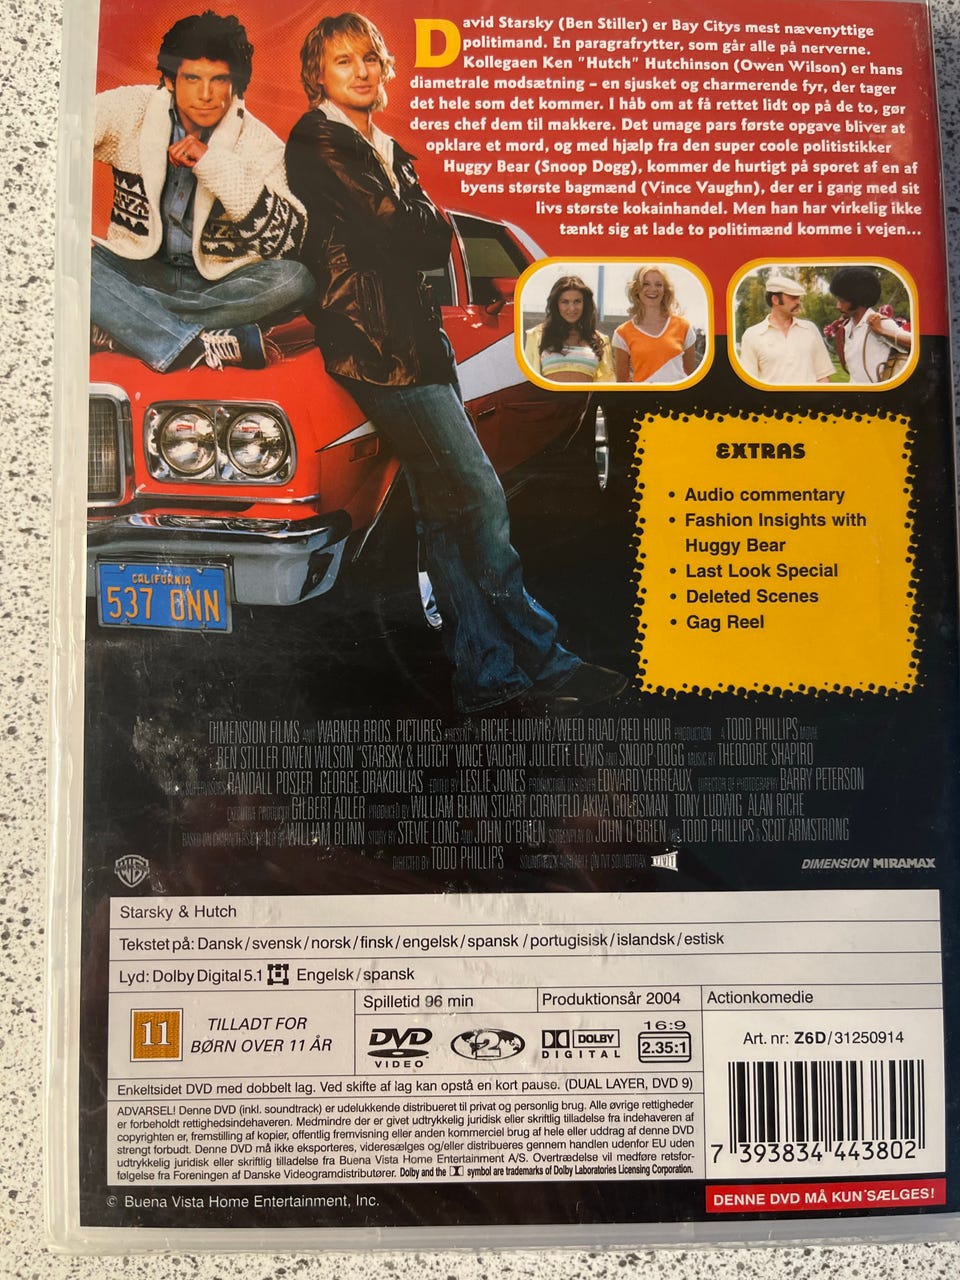 David Starsky (Ben Stiller) er Bay Citys mest nævenyttige
politimand. En paragrafrytter, som går alle på nerverne.
Kollegaen Ken "Hutch" Hutchinson (Owen Wilson) er hans
diametrale modsætning – en sjusket og charmerende fyr, der tager
det hele som det kommer. I håb om at få rettet lidt op på de to, gør
deres chef dem til makkere. Det umage pars første opgave bliver at
opklare et mord, og med hjælp fra den super coole politistikker
Huggy Bear (Snoop Dogg), kommer de hurtigt på sporet af en af
byens største bagmænd (Vince Vaughn), der er i gang med sit
livs største kokainhandel. Men han har virkelig ikke
tænkt sig at lade to politimænd komme i vejen...
EXTRAS
• Audio commentary
• Fashion Insights with
Huggy Bear
• Last Look Special
• Deleted Scenes
• Gag Reel
CALIFORNIA
537 ONN
DIMENSION FILMS AND WARNER BROS. PICTURES PRESENT A RICHE-LUDWIG/WEED ROAD/RED HOUR PRODUCTION A TODD PHILLIPS MOVIE
BEN STILLER OWEN WILSON "STARSKY & HUTCH" VINCE VAUGHN JULIETTE LEWIS AND SNOOP DOGG MUSIC BY THEODORE SHAPIRO
SUPERVISORS RANDALL POSTER GEORGE DRAKOULIAS EDITED BY LESLIE JONES PRODUCTION DESIGNER EDWARD VERREAUX DIRECTOR OF PHOTOGRAPHY BARRY PETERSON
EXECUTIVE PRODUCER GILBERT ADLER PRODUCED BY WILLIAM BLINN STUART CORNFELD AKIVA GOLDSMAN TONY LUDWIG ALAN RICHE
BASED ON CHARACTERS CREATED BY WILLIAM BLINN STORY BY STEVIE LONG AND JOHN O'BRIEN SCREENPLAY BY JOHN O'BRIEN AND TODD PHILLIPS & SCOT ARMSTRONG
DIRECTED BY TODD PHILLIPS SOUNDTRACK AVAILABLE ON TVT SOUNDTRAX TVT
WB
DIMENSION MIRAMAX
Starsky & Hutch
Tekstet på: Dansk/svensk/norsk/finsk/engelsk/spansk/portugisisk/islandsk/estisk
Lyd: Dolby Digital 5.1 Engelsk/spansk
11
TILLADT FOR
BØRN OVER 11 ÅR
Spilletid 96 min
Produktionsår 2004
Actionkomedie
DVD VIDEO
2
DOLBY DIGITAL
16:9
2.35:1
Art. nr: Z6D/31250914
Enkeltsidet DVD med dobbelt lag. Ved skifte af lag kan opstå en kort pause. (DUAL LAYER, DVD 9)
ADVARSEL! Denne DVD (inkl. soundtrack) er udelukkende distribueret til privat og personlig brug. Alle øvrige rettigheder
er forbeholdt rettighedsindehaveren. Medmindre der er givet udtrykkelig juridisk eller skriftlig tilladelse fra indehaveren af
copyrighten er, fremstilling af kopier, offentlig fremvisning eller anden kommerciel brug af hele eller uddrag af denne DVD
strengt forbudt. Denne DVD må ikke eksporteres, videresælges og/eller distribueres gennem handlen udenfor EU uden
udtrykkelig juridisk eller skriftlig tilladelse fra Buena Vista Home Entertainment A/S. Overtrædelse vil medføre retsfor-
følgelse fra Foreningen af Danske Videogramdistributører. Dolby and the symbol are trademarks of Dolby Laboratories Licensing Corporation.
7 393834 443802
© Buena Vista Home Entertainment, Inc.
DENNE DVD MÅ KUN SÆLGES!